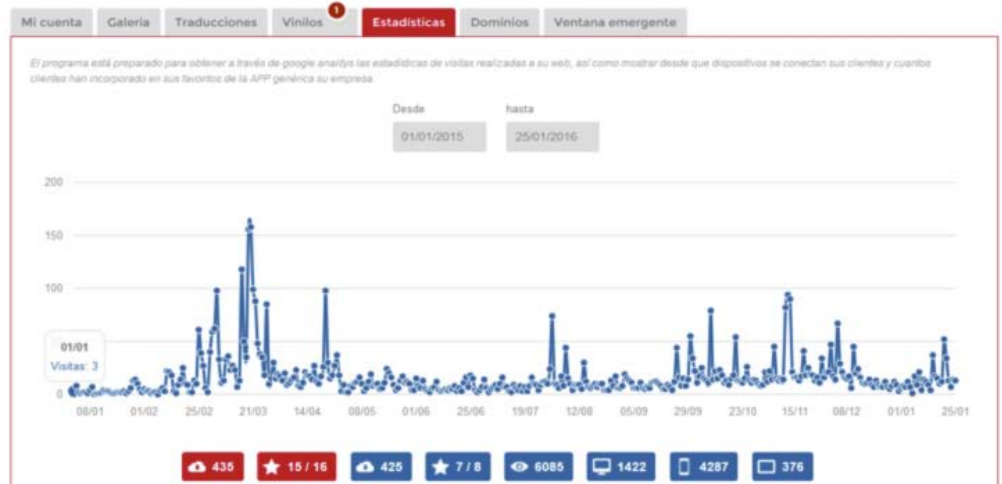 Mi cuenta Galería Traducciones Vinilos 1 Estadísticas Dominios Ventana emergente
El programa está preparado para obtener a través de google analitys las estadísticas de visitas realizadas a su web, así como mostrar desde que dispositivos se conectan sus clientes y cuantos
clientes han incorporado en sus favoritos de la APP genérica su empresa.
Desde hasta
01/01/2015 25/01/2016
200
150
100
01/01
Visitas: 3
0
08/01 01/02 25/02 21/03 14/04 08/05 01/06 25/06 19/07 12/08 05/09 29/09 23/10 15/11 08/12 01/01 25/01
435 15 / 16 425 7 / 8 6085 1422 4287 376